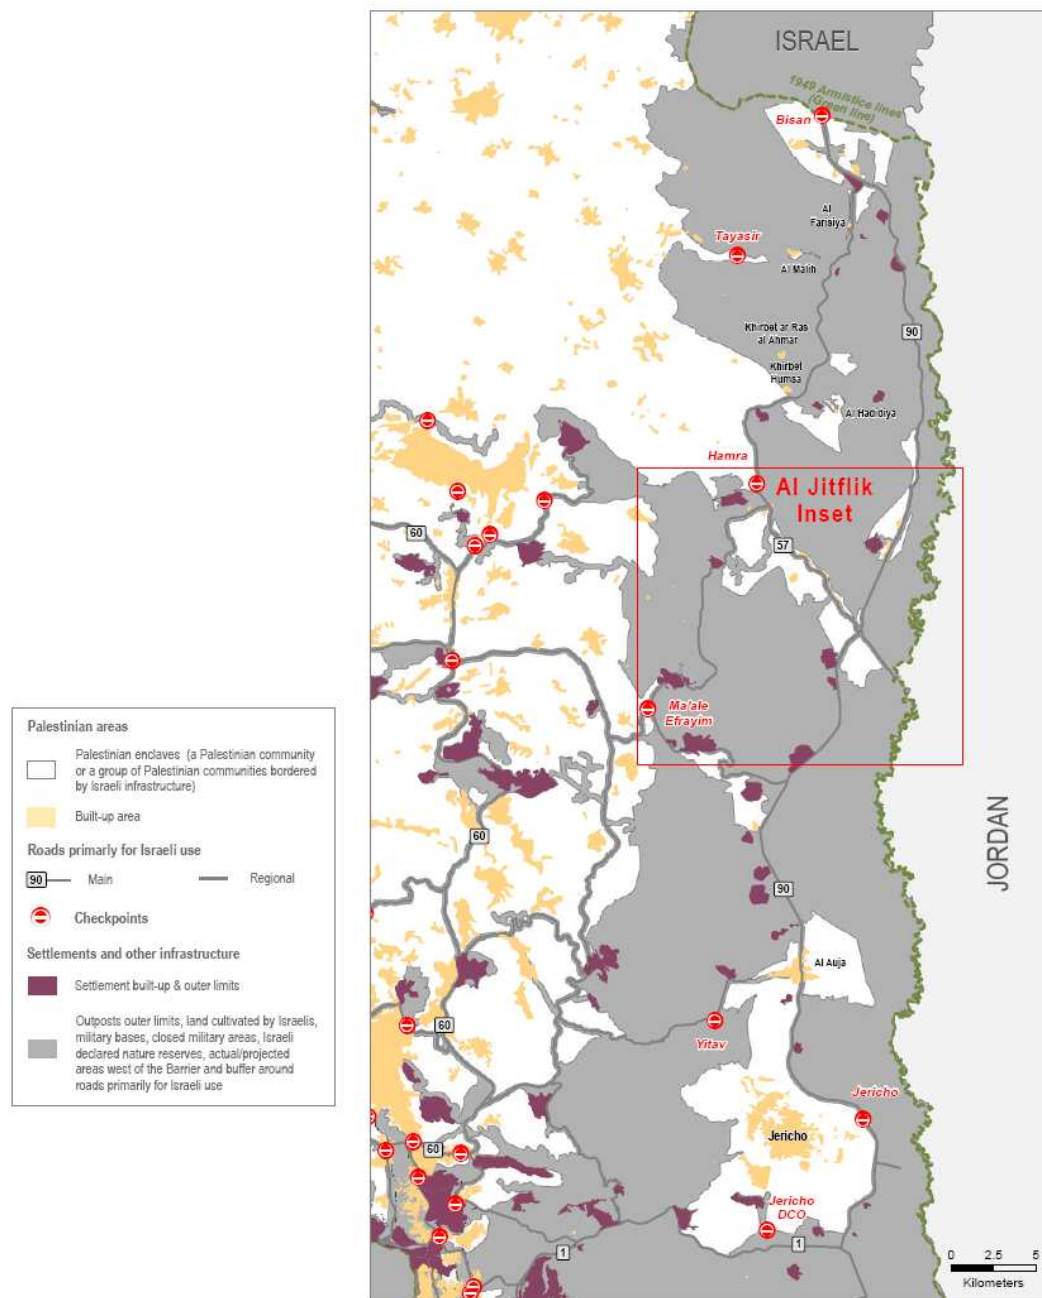 ISRAEL
1949 Armistice lines
(Green line)
Bisan
Al
Farisiya
Tayasir
Al Malih
Khirbet ar Ras
al Ahmar
90
Khirbet
Humsa
Al Hadidiya
Hamra
Al Jitflik
Inset
60
57
Ma'ale
Efrayim
JORDAN
60
90
Al Auja
60
Yitav
Jericho
Jericho
60
Jericho
DCO
1
1
0 2.5 5
Kilometers
Palestinian areas
Palestinian enclaves (a Palestinian community
or a group of Palestinian communities bordered
by Israeli infrastructure)
Built-up area
Roads primarily for Israeli use
90 Main Regional
Checkpoints
Settlements and other infrastructure
Settlement built-up & outer limits
Outposts outer limits, land cultivated by Israelis,
military bases, closed military areas, Israeli
declared nature reserves, actual/projected
areas west of the Barrier and buffer around
roads primarily for Israeli use